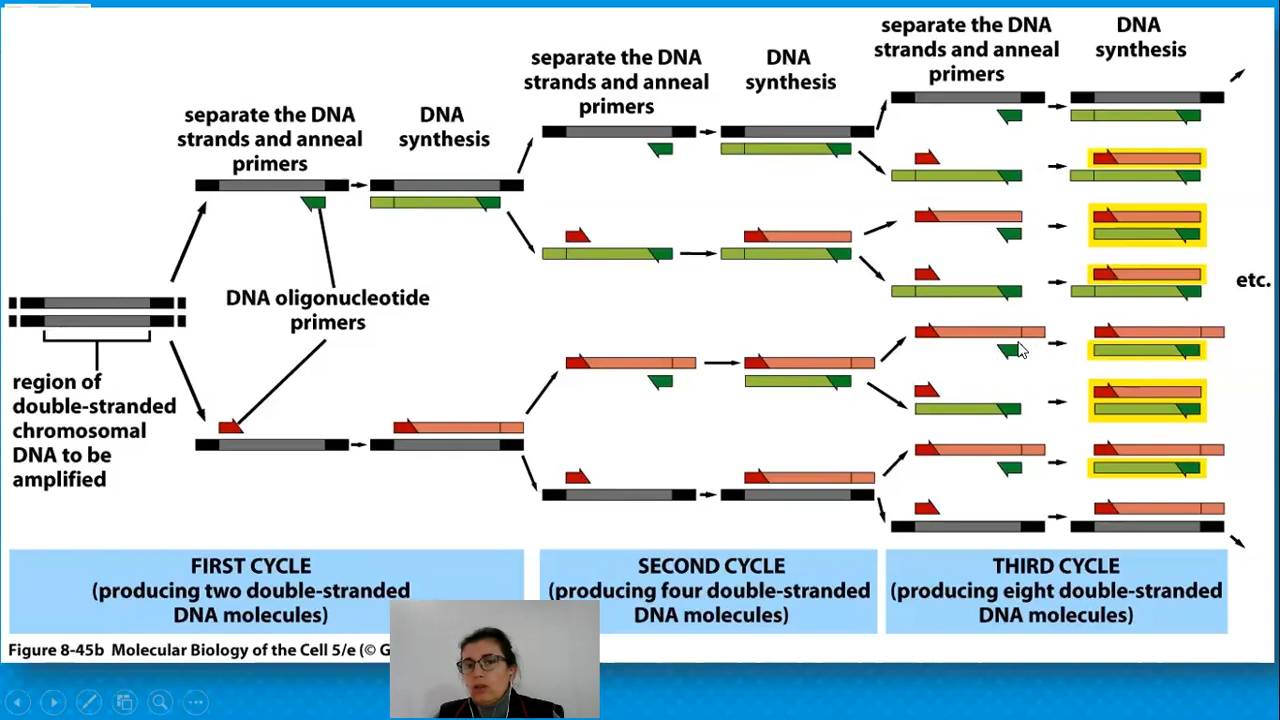 separate the DNA
strands and anneal
primers
DNA
synthesis
separate the DNA
strands and anneal
primers
DNA
synthesis
separate the DNA
strands and anneal
primers
DNA
synthesis
DNA oligonucleotide
primers
region of
double-stranded
chromosomal
DNA to be
amplified
etc.
FIRST CYCLE
(producing two double-stranded
DNA molecules)
SECOND CYCLE
(producing four double-stranded
DNA molecules)
THIRD CYCLE
(producing eight double-stranded
DNA molecules)
Figure 8-45b Molecular Biology of the Cell 5/e (© G